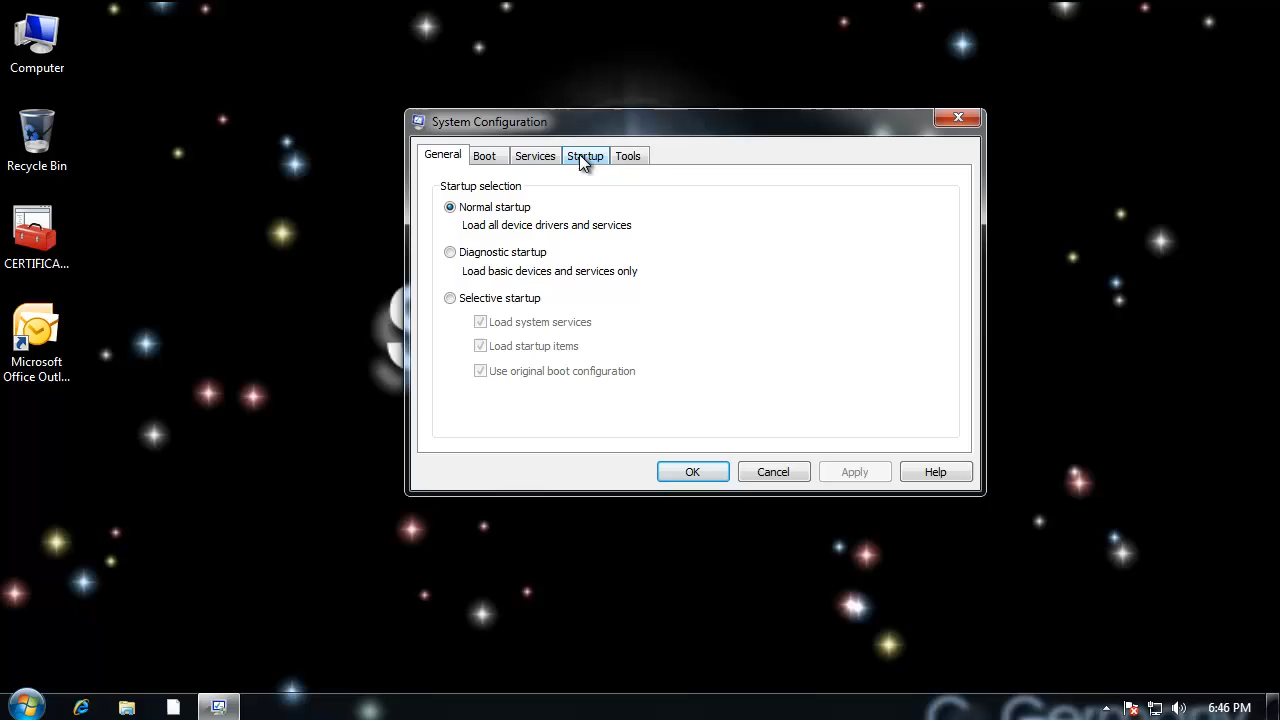 Computer
Recycle Bin
CERTIFICA...
Microsoft
Office Outl...
System Configuration
General
Boot
Services
Startup
Tools
Startup selection
Normal startup
Load all device drivers and services
Diagnostic startup
Load basic devices and services only
Selective startup
Load system services
Load startup items
Use original boot configuration
OK
Cancel
Apply
Help
6:46 PM